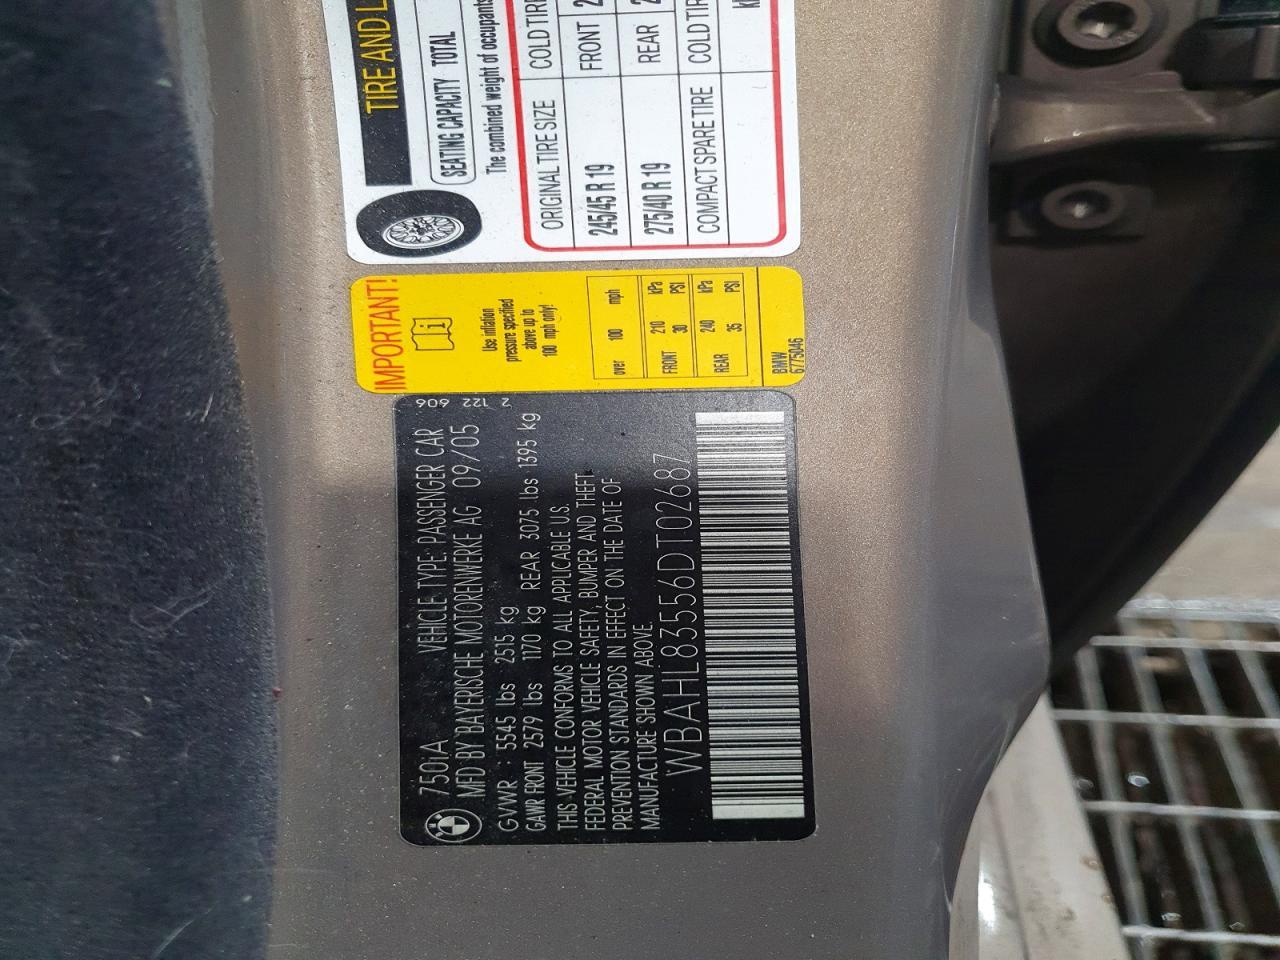 TIRE AND L
SEATING CAPACITY TOTAL
The combined weight of occupants
ORIGINAL TIRE SIZE COLD TIRE
245/45 R 19 FRONT
275/40 R 19 REAR
COMPACT SPARE TIRE COLD TIRE
IMPORTANT!
Use inflation
pressure specified
above up to
100 mph only!
over 100 mph
FRONT 210 kPa
30 PSI
REAR 240 kPa
35 PSI
BMW
6775046
2 122 606
750iA VEHICLE TYPE: PASSENGER CAR
MFD BY BAYERISCHE MOTORENWERKE AG 09/05
GVWR 5545 lbs 2515 kg
GAWR FRONT 2579 lbs 1170 kg REAR 3075 lbs 1395 kg
THIS VEHICLE CONFORMS TO ALL APPLICABLE U.S.
FEDERAL MOTOR VEHICLE SAFETY, BUMPER AND THEFT
PREVENTION STANDARDS IN EFFECT ON THE DATE OF
MANUFACTURE SHOWN ABOVE.
WBAHL83556DT02687